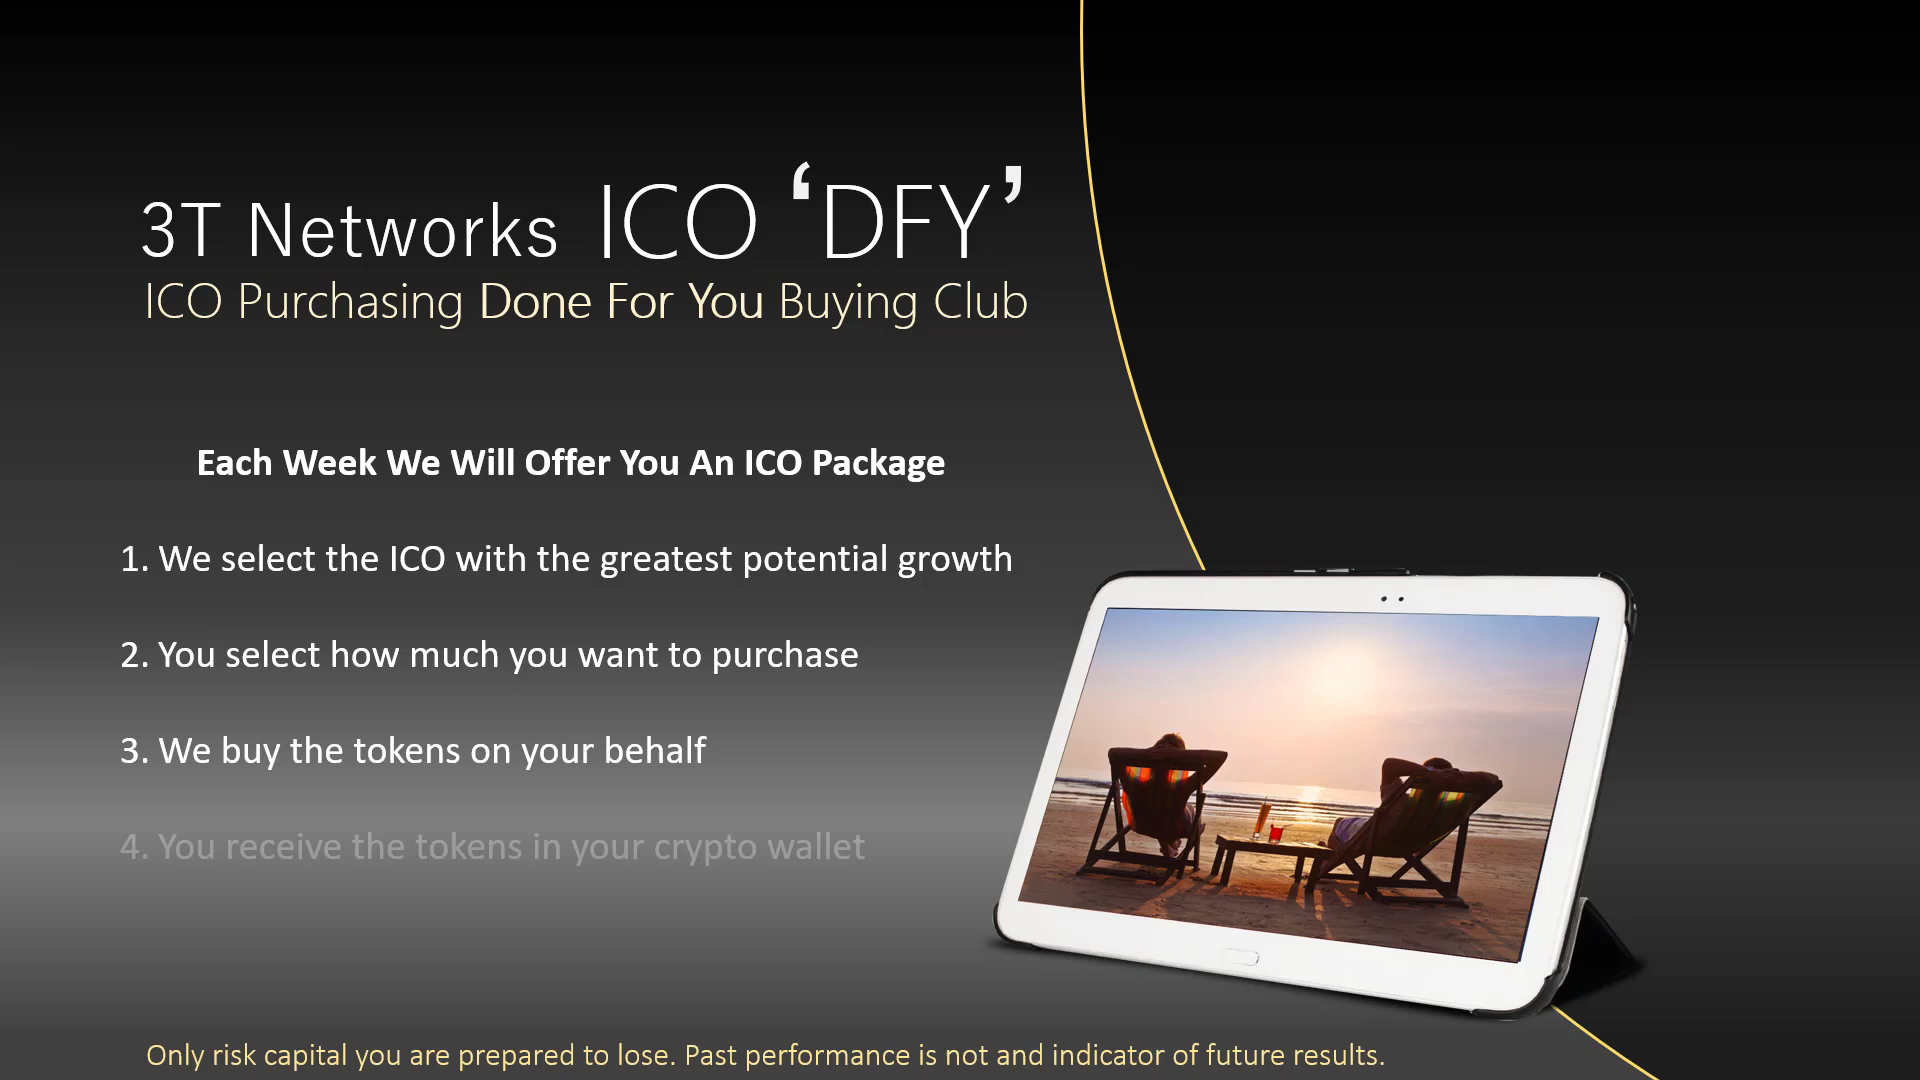 3T Networks ICO ‘DFY’
ICO Purchasing Done For You Buying Club
Each Week We Will Offer You An ICO Package
1. We select the ICO with the greatest potential growth
2. You select how much you want to purchase
3. We buy the tokens on your behalf
4. You receive the tokens in your crypto wallet
Only risk capital you are prepared to lose. Past performance is not and indicator of future results.